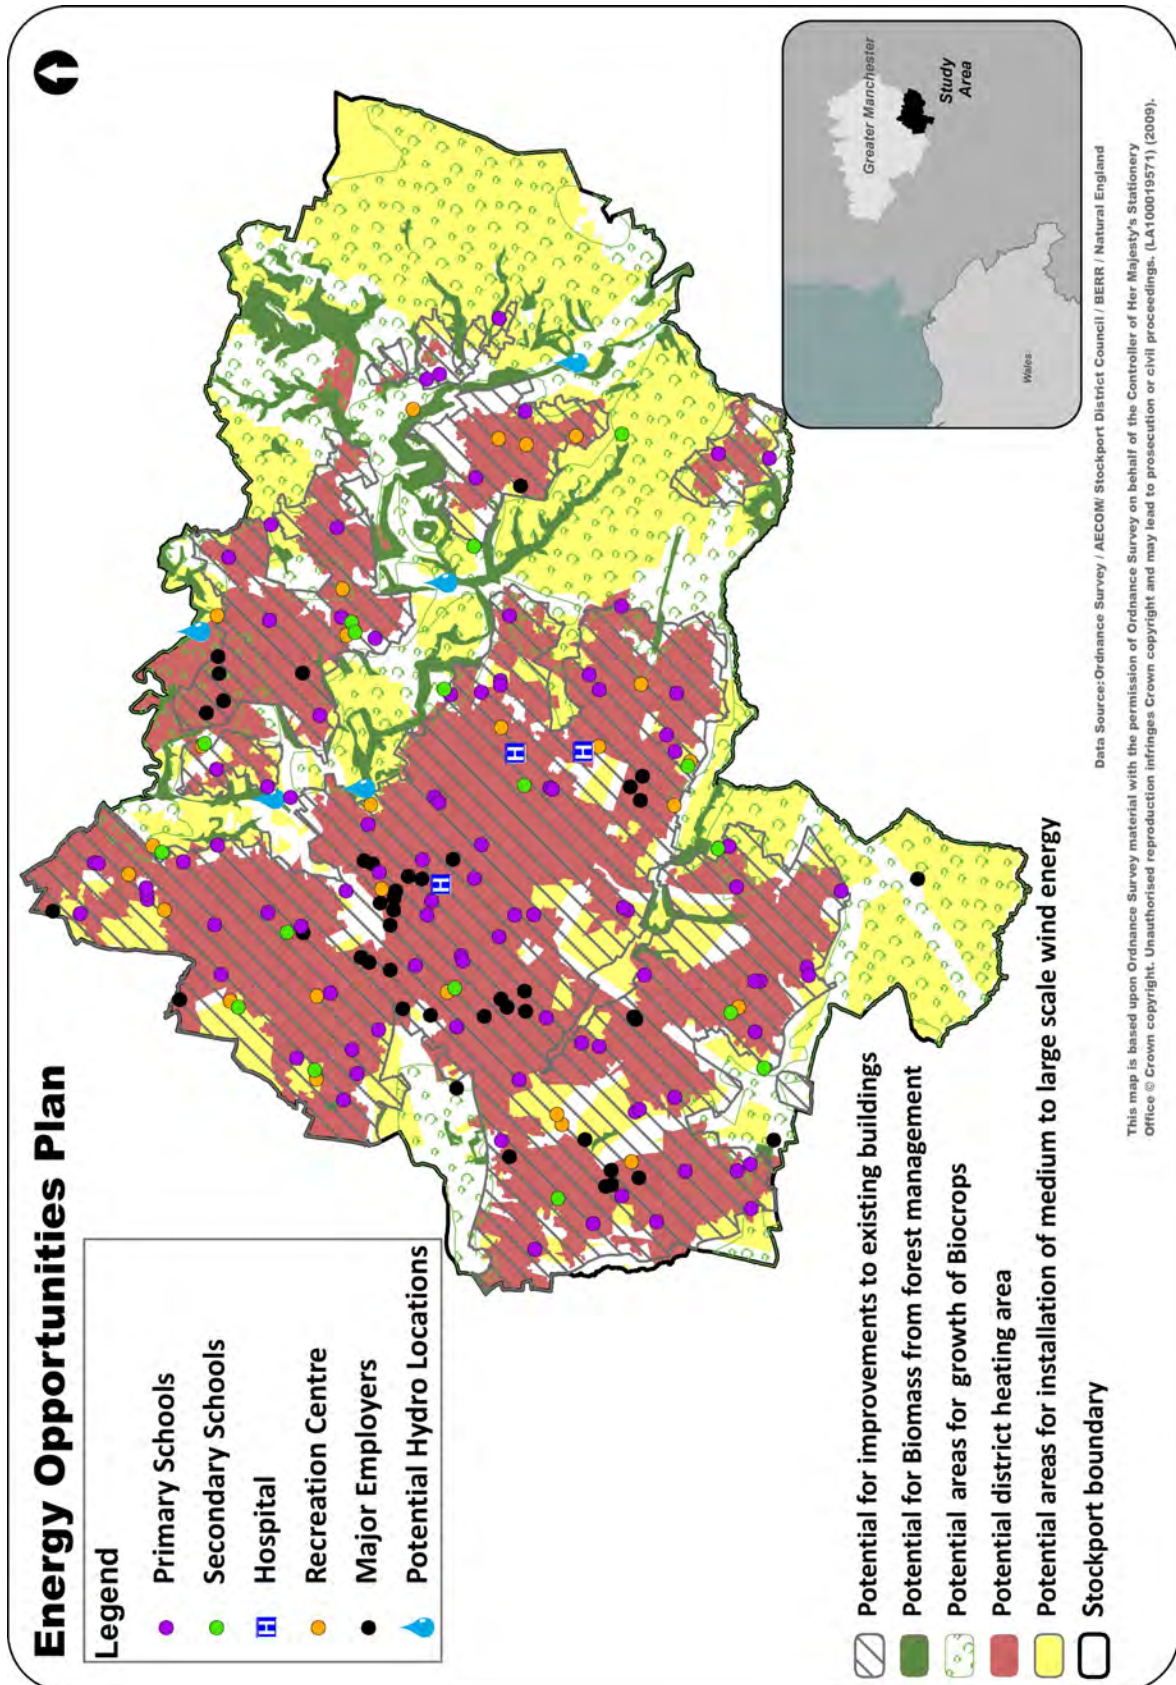 Energy Opportunities Plan
Legend
Primary Schools
Secondary Schools
H Hospital
Recreation Centre
Major Employers
Potential Hydro Locations
H
H
H
Potential for improvements to existing buildings
Potential for Biomass from forest management
Potential areas for growth of Biocrops
Potential district heating area
Potential areas for installation of medium to large scale wind energy
Stockport boundary
Greater Manchester
Study
Area
Wales
Data Source:Ordnance Survey / AECOM/ Stockport District Council / BERR / Natural England
This map is based upon Ordnance Survey material with the permission of Ordnance Survey on behalf of the Controller of Her Majesty's Stationery
Office © Crown copyright. Unauthorised reproduction infringes Crown copyright and may lead to prosecution or civil proceedings. (LA100019571) (2009).